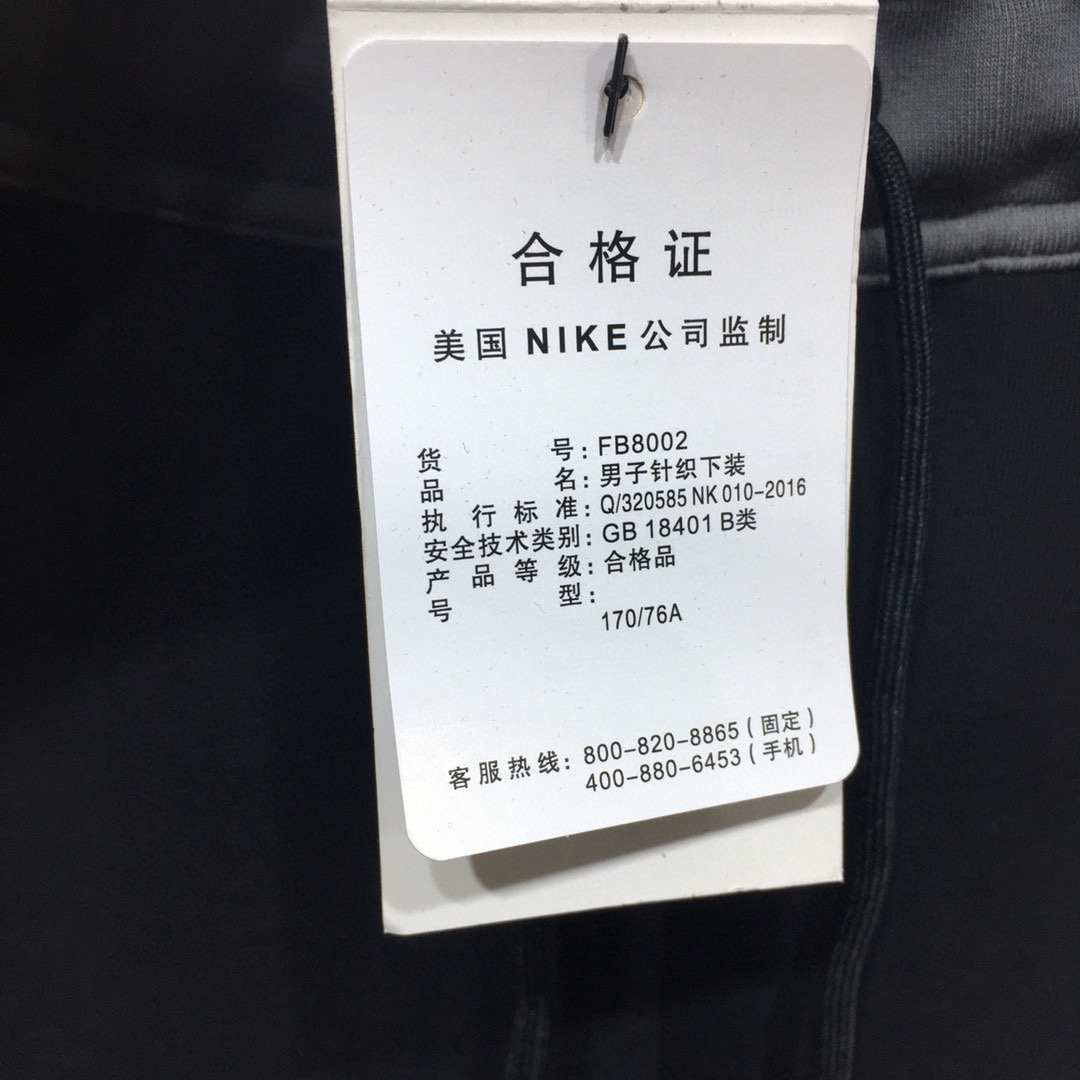 合格证
美国 NIKE 公司监制
货号：FB8002
品名：男子针织下装
执行标准：Q/320585 NK 010-2016
安全技术类别：GB 18401 B类
产品等级：合格品
号型：
170/76A
客服热线：800-820-8865（固定）
400-880-6453（手机）